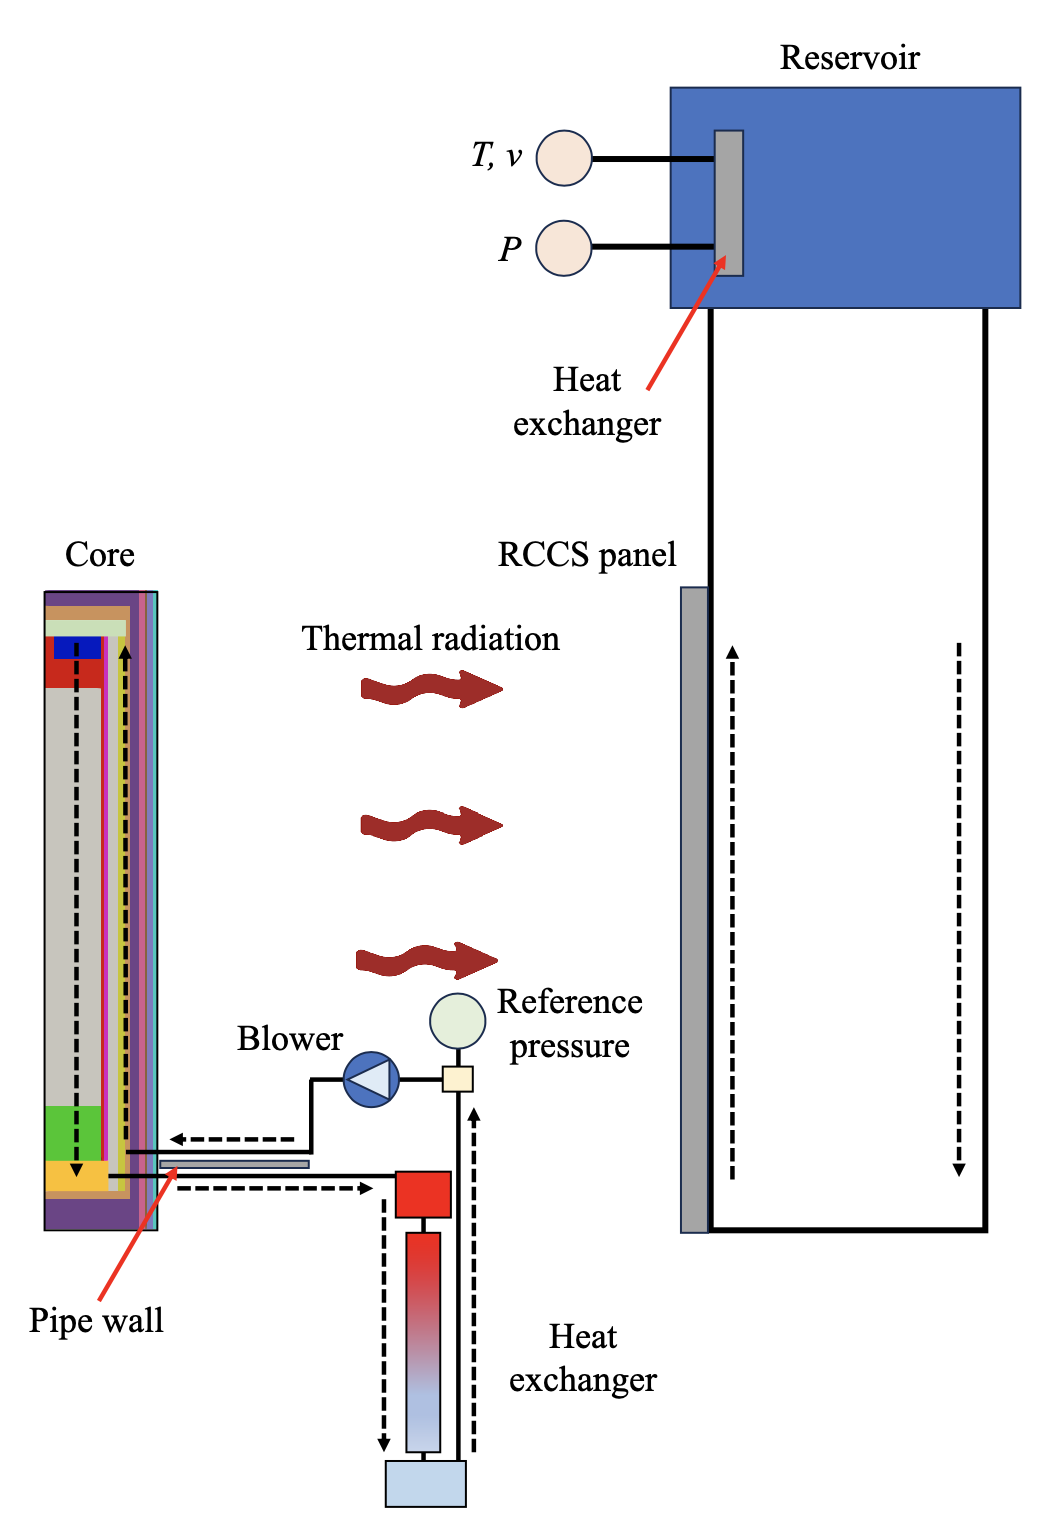 Reservoir
T, v
P
Heat
exchanger
Core
RCCS panel
Thermal radiation
Reference
pressure
Blower
Pipe wall
Heat
exchanger